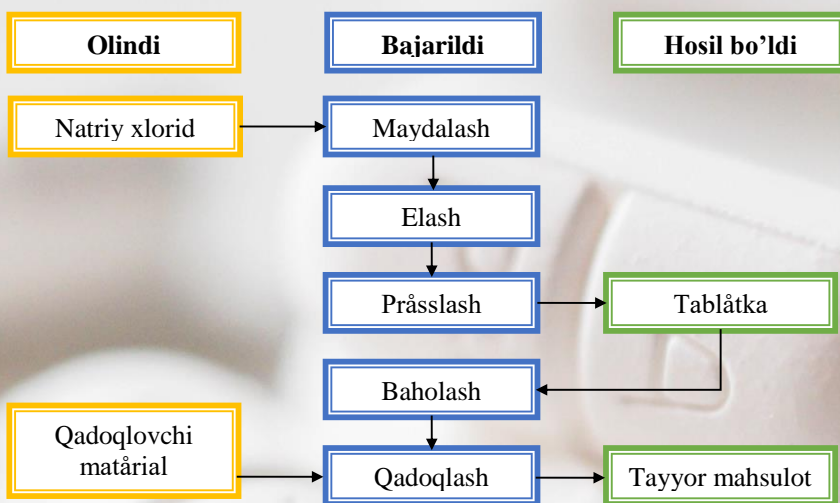 Olindi
Bajarildi
Hosil bo’ldi
Natriy xlorid
Maydalash
Elash
Pråsslash
Tablåtka
Baholash
Qadoqlovchi
matårial
Qadoqlash
Tayyor mahsulot